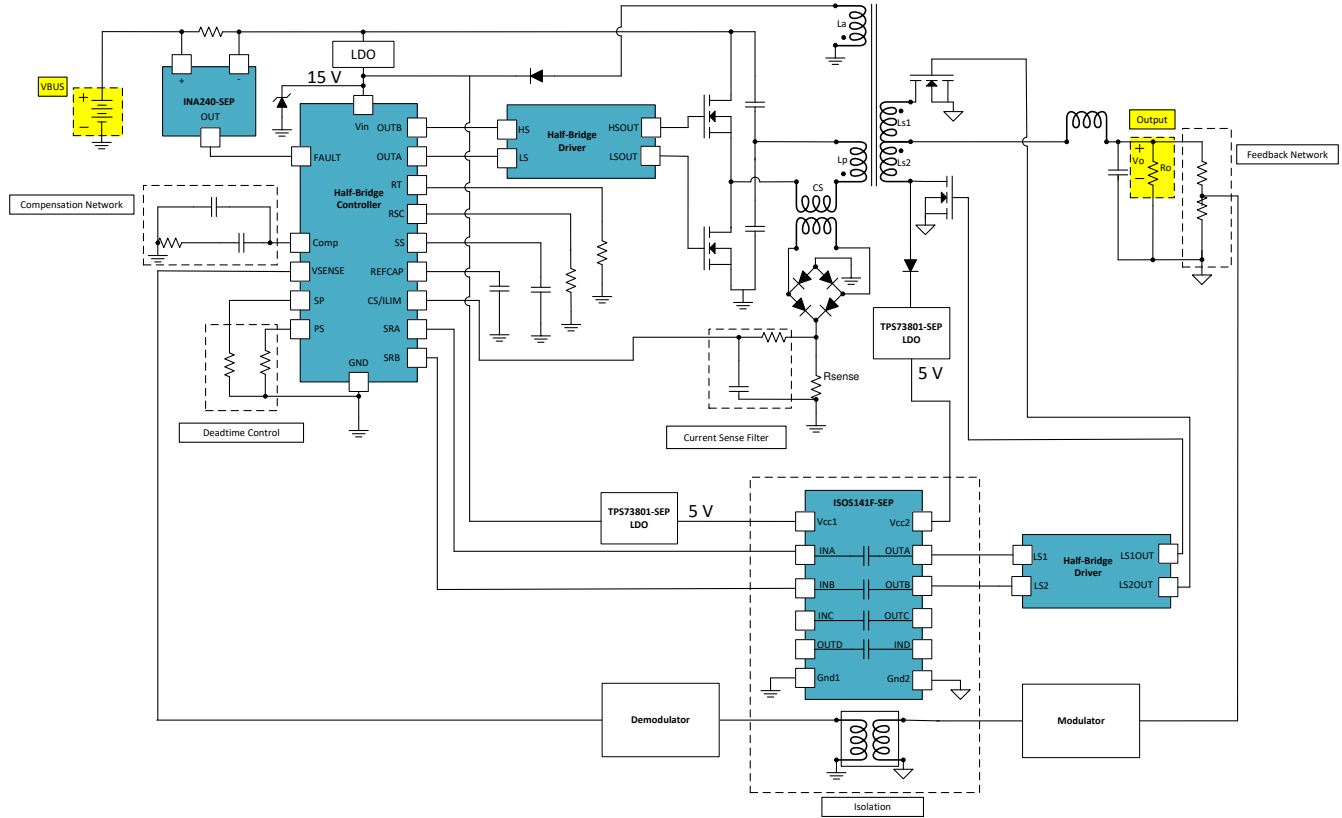 La
LDO
15 V
VBUS
+
−
+
-
INA240-SEP
OUT
Vin
OUTB
OUTA
FAULT
RT
Half-Bridge
Controller
RSC
SS
Comp
VSENSE
REFCAP
SP
CS/ILIM
PS
SRA
SRB
GND
HS
LS
Half-Bridge
Driver
HSOUT
LSOUT
Lp
Ls1
Ls2
CS
Output
+
Vo
−
Ro
Feedback Network
Compensation Network
Deadtime Control
TPS73801-SEP
LDO
5 V
Rsense
Current Sense Filter
TPS73801-SEP
LDO
5 V
ISOS141F-SEP
Vcc1
Vcc2
INA
OUTA
INB
OUTB
INC
OUTC
OUTD
IND
Gnd1
Gnd2
LS1
LS2
Half-Bridge
Driver
LS1OUT
LS2OUT
Demodulator
Modulator
Isolation